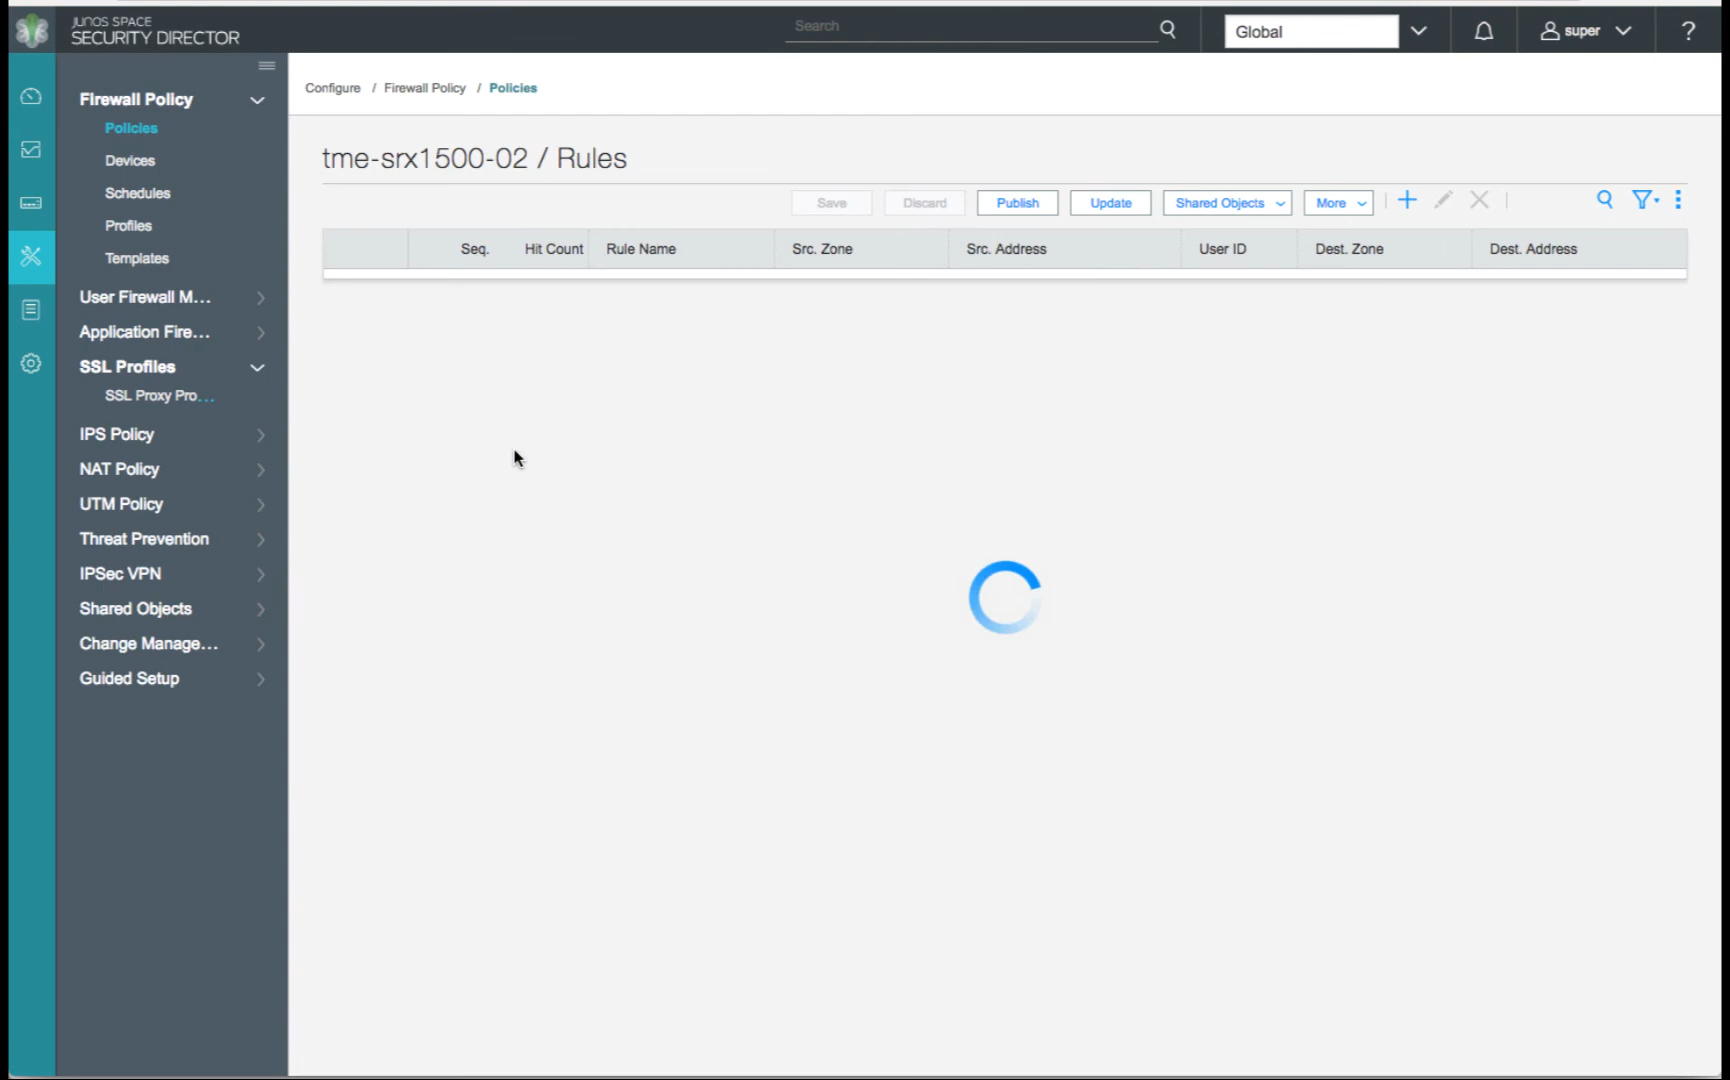 JUNOS SPACE
SECURITY DIRECTOR
Search
Global
super
?
Firewall Policy
Policies
Devices
Schedules
Profiles
Templates
User Firewall M...
Application Fire...
SSL Profiles
SSL Proxy Pro...
IPS Policy
NAT Policy
UTM Policy
Threat Prevention
IPSec VPN
Shared Objects
Change Manage...
Guided Setup
Configure / Firewall Policy / Policies
tme-srx1500-02 / Rules
Save Discard Publish Update Shared Objects More
Seq. Hit Count Rule Name Src. Zone Src. Address User ID Dest. Zone Dest. Address